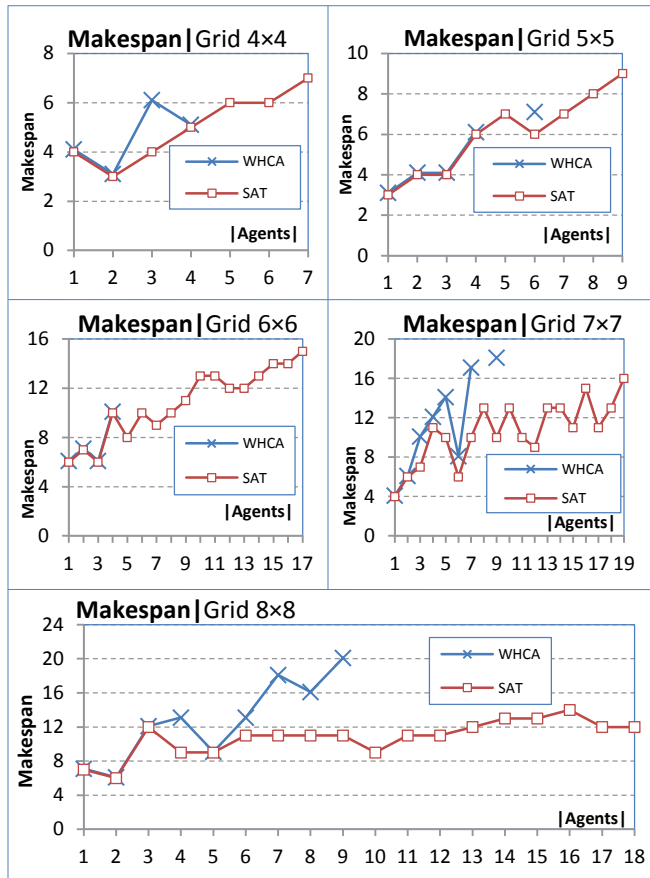 Makespan|Grid 4×4
Makespan
8
6
4
2
0
WHCA
SAT
|Agents|
1 2 3 4 5 6 7
Makespan|Grid 5×5
Makespan
10
8
6
4
2
0
WHCA
SAT
|Agents|
1 2 3 4 5 6 7 8 9
Makespan|Grid 6×6
16
12
8
4
0
WHCA
SAT
|Agents|
1 3 5 7 9 11 13 15 17
Makespan|Grid 7×7
20
16
12
8
4
0
WHCA
SAT
|Agents|
1 3 5 7 9 11 13 15 17 19
Makespan|Grid 8×8
Makespan
24
20
16
12
8
4
0
WHCA
SAT
|Agents|
1 2 3 4 5 6 7 8 9 10 11 12 13 14 15 16 17 18